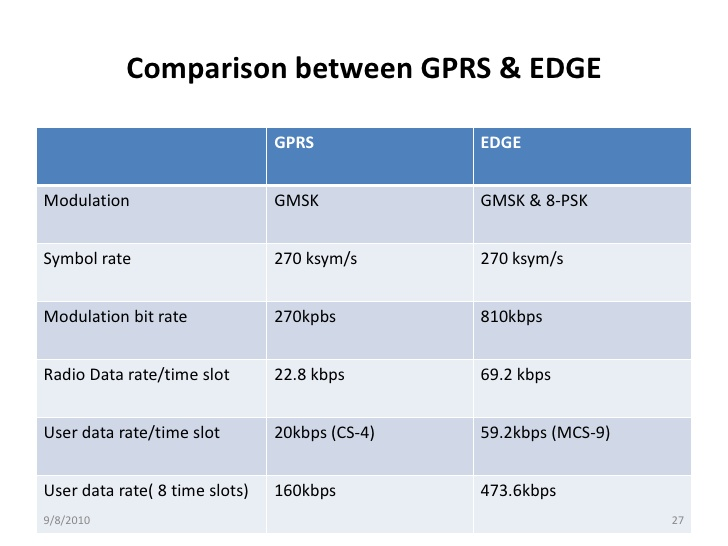 Comparison between GPRS & EDGE
GPRS EDGE
Modulation GMSK GMSK & 8-PSK
Symbol rate 270 ksym/s 270 ksym/s
Modulation bit rate 270kpbs 810kbps
Radio Data rate/time slot 22.8 kbps 69.2 kbps
User data rate/time slot 20kbps (CS-4) 59.2kbps (MCS-9)
User data rate( 8 time slots) 160kbps 473.6kbps
9/8/2010 27